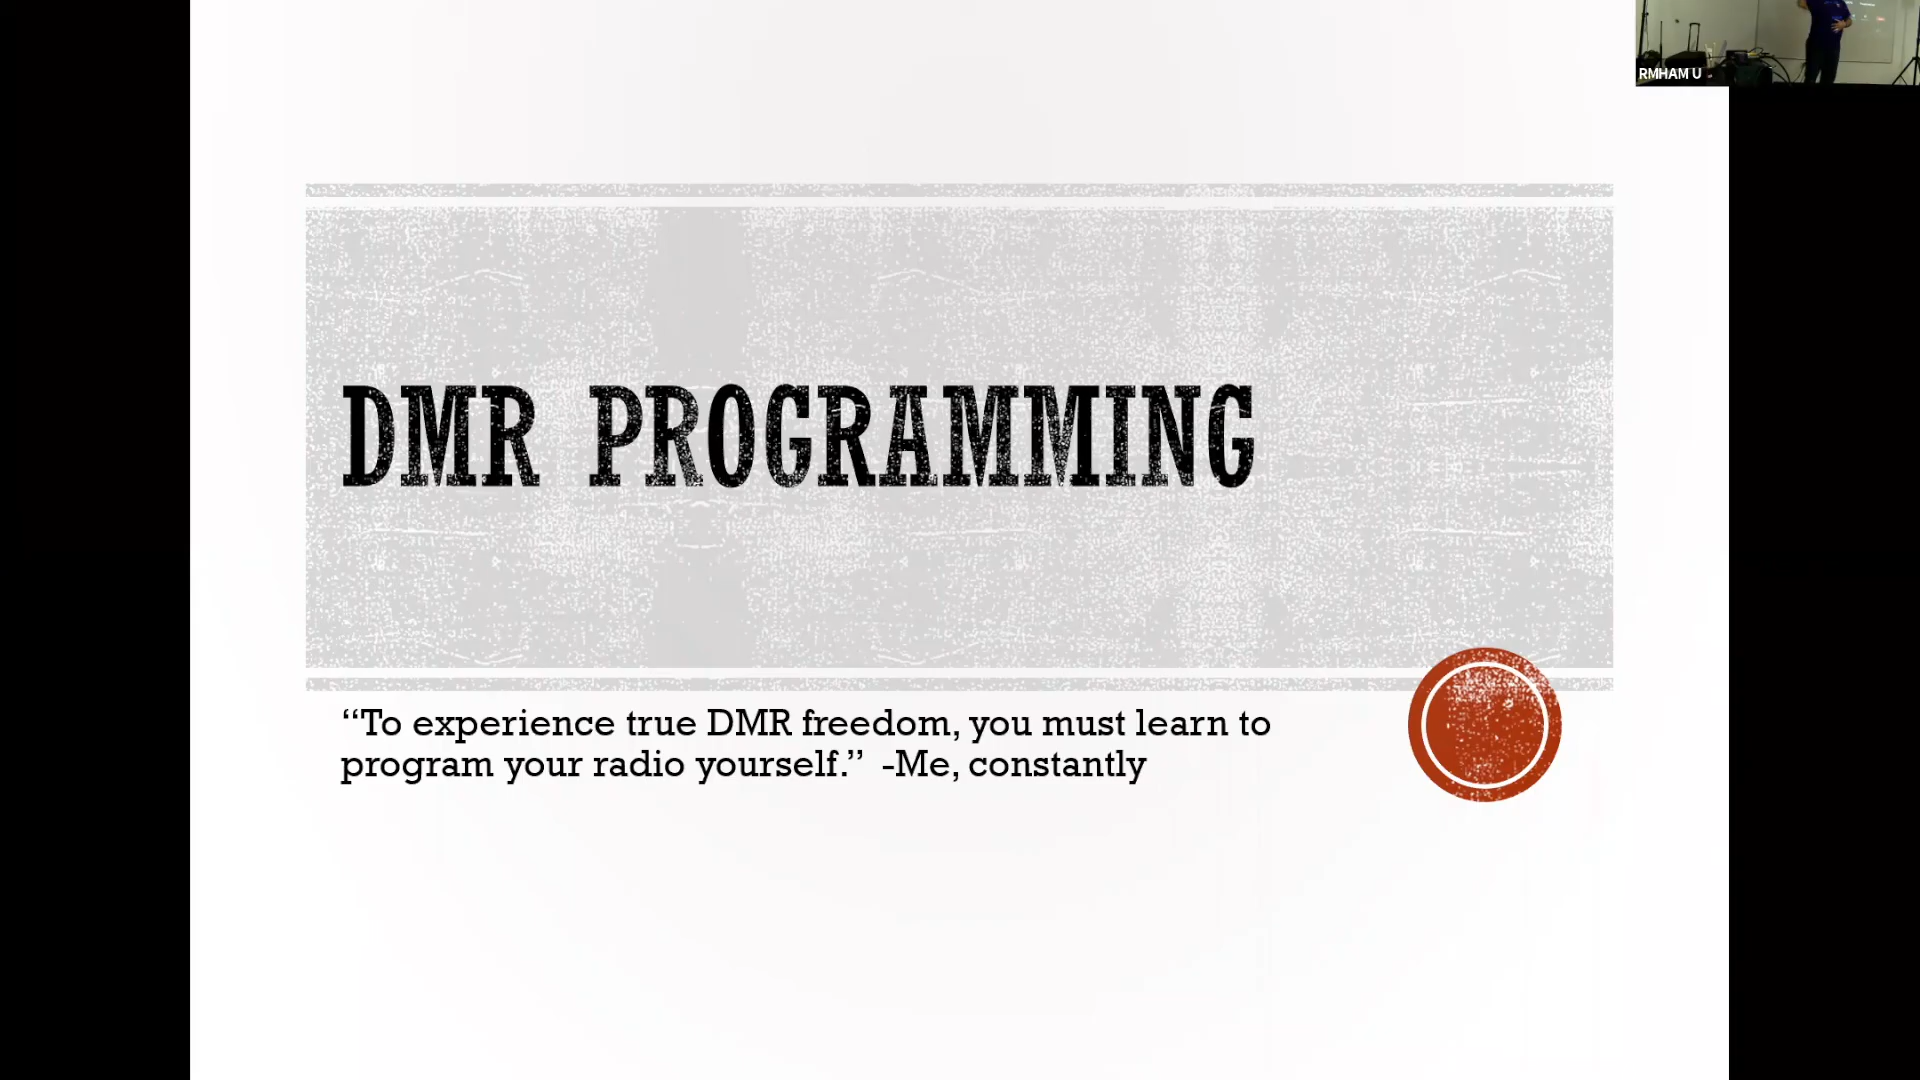 RMHAM U
DMR PROGRAMMING
“To experience true DMR freedom, you must learn to
program your radio yourself.”  -Me, constantly